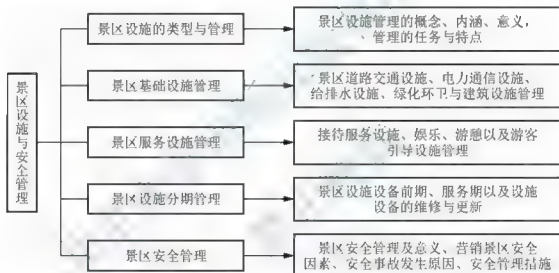 景区设施与安全管理
景区设施的类型与管理
景区设施管理的概念、内涵、意义,
管理的任务与特点
景区基础设施管理
景区道路交通设施、电力通信设施、
给排水设施、绿化环卫与建筑设施管理
景区服务设施管理
接待服务设施、娱乐、游憩以及游客
引导设施管理
景区设施分期管理
景区设施设备前期、服务期以及设施
设备的维修与更新
景区安全管理
景区安全管理及意义、营销景区安全
因素、安全事故发生原因、安全管理措施